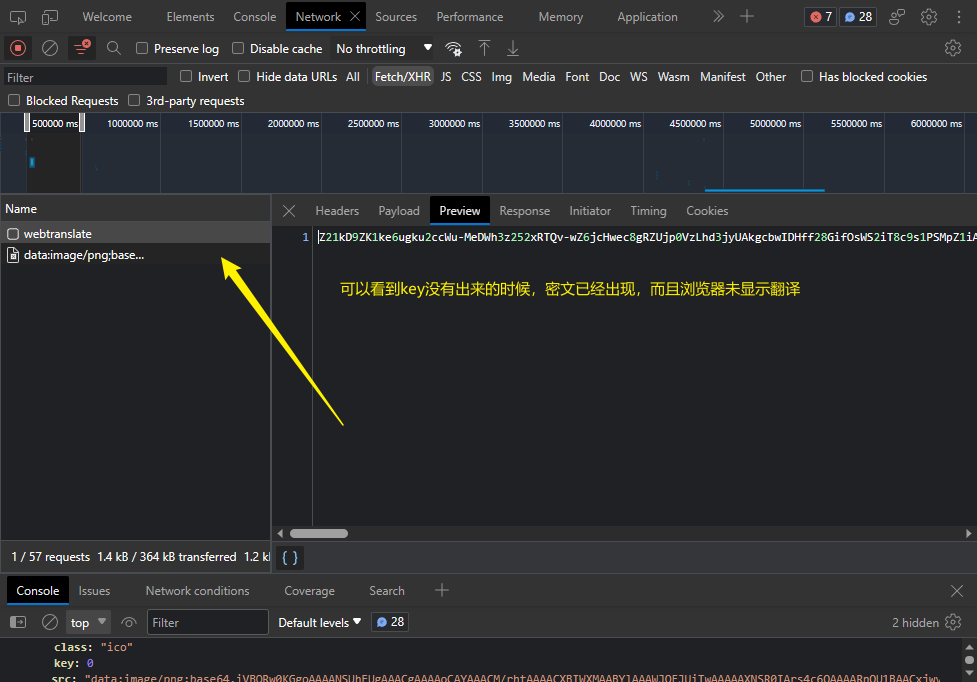 Welcome Elements Console Network Sources Performance Memory Application 7 28
Preserve log Disable cache No throttling
Filter Invert Hide data URLs All Fetch/XHR JS CSS Img Media Font Doc WS Wasm Manifest Other Has blocked cookies
Blocked Requests 3rd-party requests
500000 ms 1000000 ms 1500000 ms 2000000 ms 2500000 ms 3000000 ms 3500000 ms 4000000 ms 4500000 ms 5000000 ms 5500000 ms 6000000 ms
Name Headers Payload Preview Response Initiator Timing Cookies
webtranslate 1 Z21kD9ZK1ke6ugku2ccWu-MeDWh3z252xRTQv-wZ6jcHwec8gRZUjp0VzLhd3jyUAkgcbwIDHff28GifOsWS2iT8c9s1PSMpZ1iA
data:image/png;base...
可以看到key没有出来的时候，密文已经出现，而且浏览器未显示翻译
1 / 57 requests 1.4 kB / 364 kB transferred 1.2 k { }
Console Issues Network conditions Coverage Search
top Filter Default levels 28 2 hidden
class: "ico"
key: 0
src: